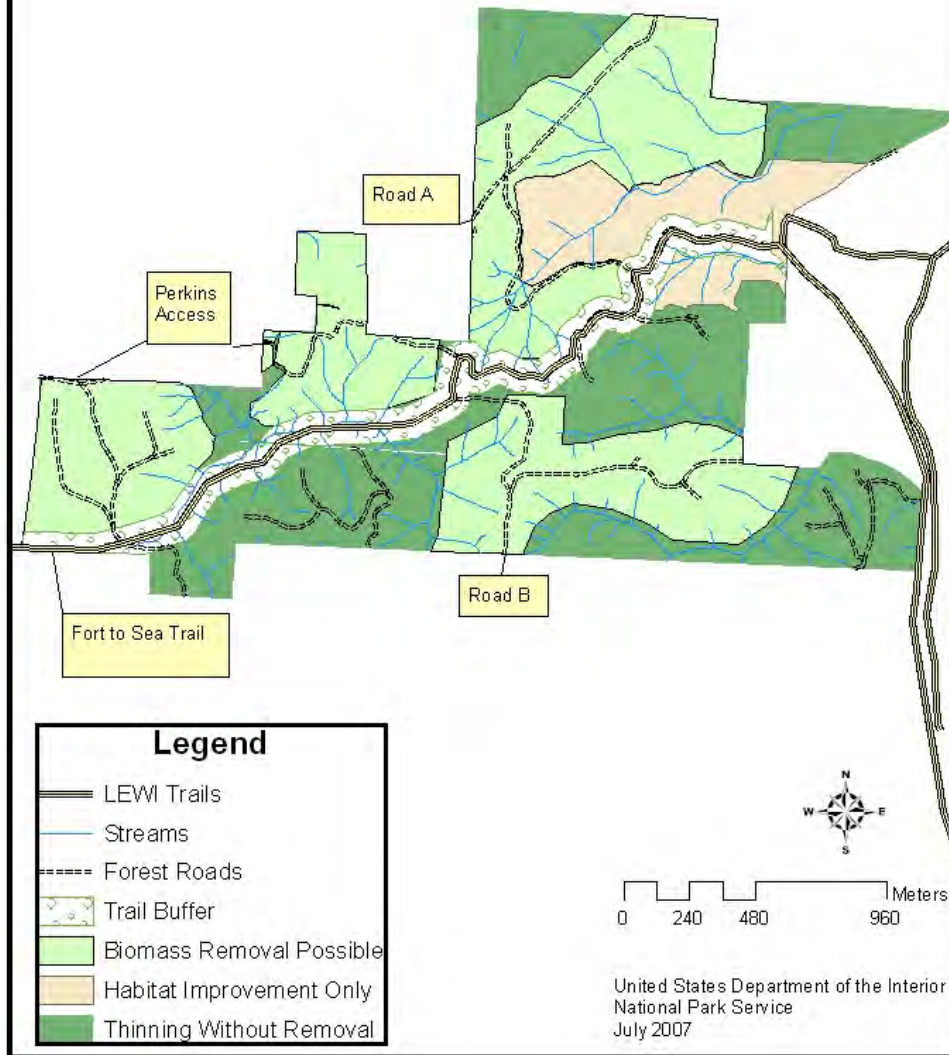 Road A
Perkins
Access
Road B
Fort to Sea Trail
Legend
LEWI Trails
Streams
Forest Roads
Trail Buffer
Biomass Removal Possible
Habitat Improvement Only
Thinning Without Removal
N
W E
S
Meters
0 240 480 960
United States Department of the Interior
National Park Service
July 2007